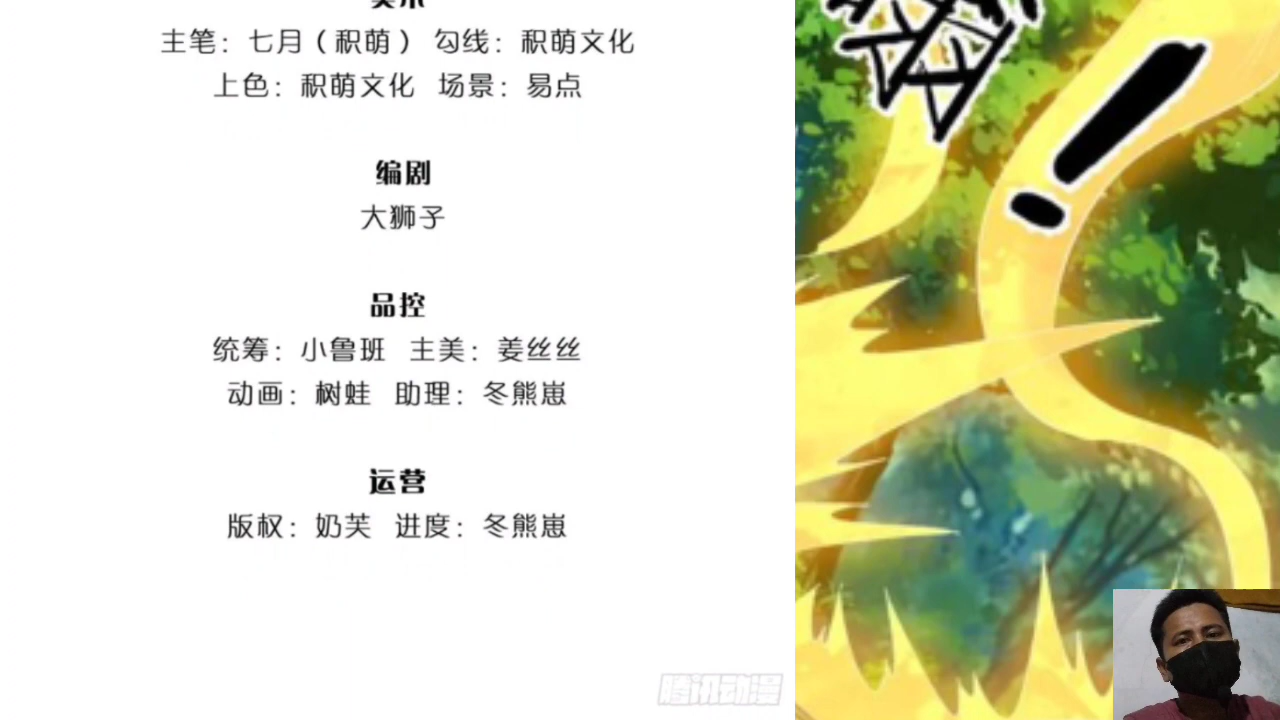 美术
主笔：七月（积萌） 勾线：积萌文化
上色：积萌文化 场景：易点
编剧
大狮子
品控
统筹：小鲁班 主美：姜丝丝
动画：树蛙 助理：冬熊崽
运营
版权：奶芙 进度：冬熊崽
腾讯动漫
！